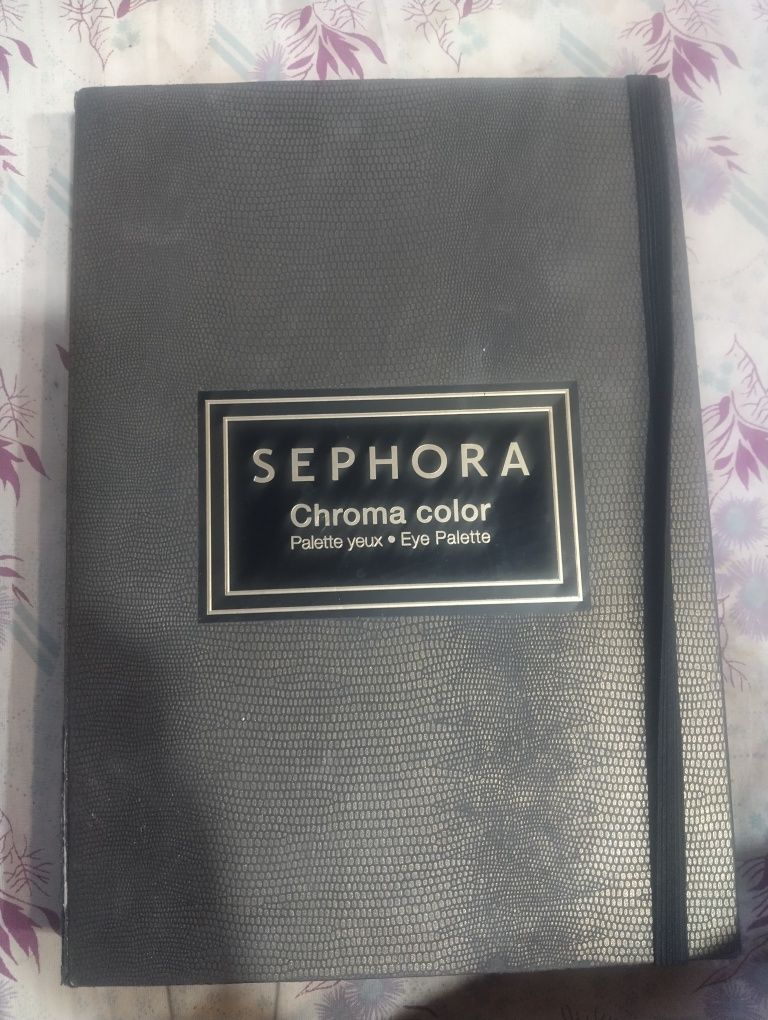 SEPHORA
Chroma color
Palette yeux • Eye Palette